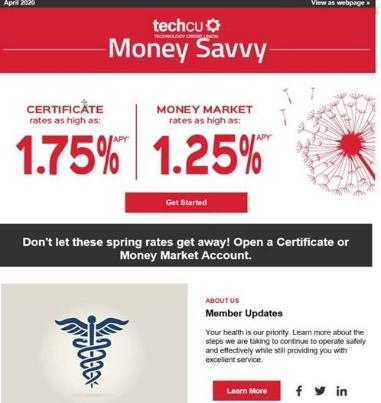 April 2020
View as webpage »
techcu
TECHNOLOGY CREDIT UNION
Money Savvy
CERTIFICATE
rates as high as:
1.75% APY*
MONEY MARKET
rates as high as:
1.25% APY*
Get Started
Don't let these spring rates get away! Open a Certificate or
Money Market Account.
ABOUT US
Member Updates
Your health is our priority. Learn more about the
steps we are taking to continue to operate safely
and effectively while still providing you with
excellent service.
Learn More